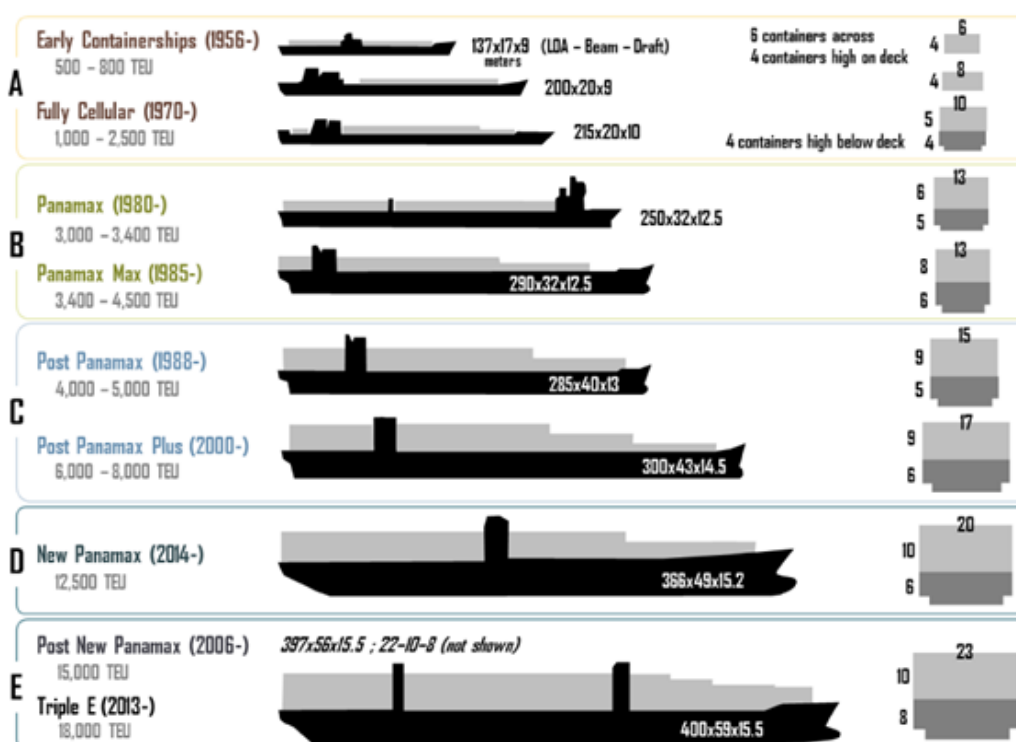 A
Early Containerships (1956-)
500 – 800 TEU
137x17x9 (LOA – Beam – Draft)
meters
6 containers across
4 containers high on deck
6
4
200x20x9
8
4
Fully Cellular (1970-)
1,000 – 2,500 TEU
215x20x10
4 containers high below deck
10
5
4
B
Panamax (1980-)
3,000 – 3,400 TEU
250x32x12.5
13
6
5
Panamax Max (1985-)
3,400 – 4,500 TEU
290x32x12.5
13
8
6
C
Post Panamax (1988-)
4,000 – 5,000 TEU
285x40x13
15
9
5
Post Panamax Plus (2000-)
6,000 – 8,000 TEU
300x43x14.5
17
9
6
D
New Panamax (2014-)
12,500 TEU
366x49x15.2
20
10
6
E
Post New Panamax (2006-)
15,000 TEU
397x56x15.5 ; 22-10-8 (not shown)
Triple E (2013-)
18,000 TEU
400x59x15.5
23
10
8